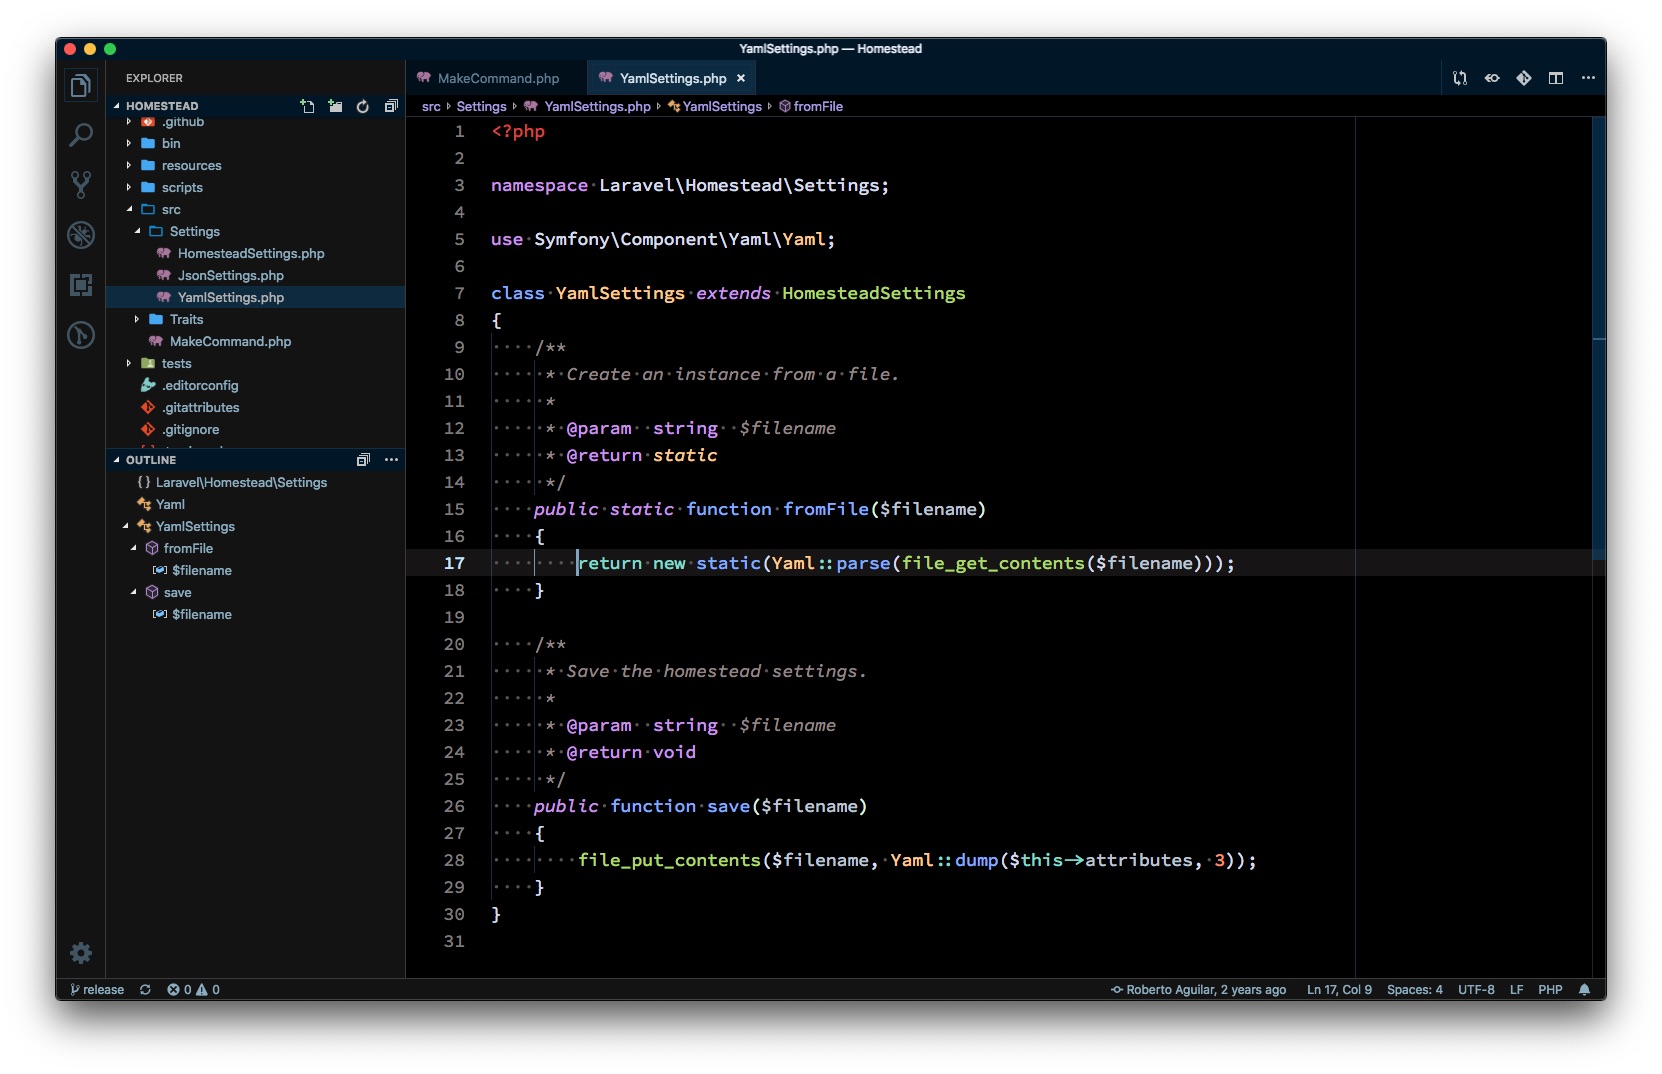 YamlSettings.php — Homestead
EXPLORER
HOMESTEAD
.github
bin
resources
scripts
src
Settings
HomesteadSettings.php
JsonSettings.php
YamlSettings.php
Traits
MakeCommand.php
tests
.editorconfig
.gitattributes
.gitignore
OUTLINE
{} Laravel\Homestead\Settings
Yaml
YamlSettings
fromFile
$filename
save
$filename
MakeCommand.php YamlSettings.php ×
src Settings YamlSettings.php YamlSettings fromFile
1 <?php
2
3 namespace Laravel\Homestead\Settings;
4
5 use Symfony\Component\Yaml\Yaml;
6
7 class YamlSettings extends HomesteadSettings
8 {
9 /**
10 * Create an instance from a file.
11 *
12 * @param  string  $filename
13 * @return static
14 */
15 public static function fromFile($filename)
16 {
17 return new static(Yaml::parse(file_get_contents($filename)));
18 }
19
20 /**
21 * Save the homestead settings.
22 *
23 * @param  string  $filename
24 * @return void
25 */
26 public function save($filename)
27 {
28 file_put_contents($filename, Yaml::dump($this->attributes, 3));
29 }
30 }
31
release 0 0 Roberto Aguilar, 2 years ago Ln 17, Col 9 Spaces: 4 UTF-8 LF PHP